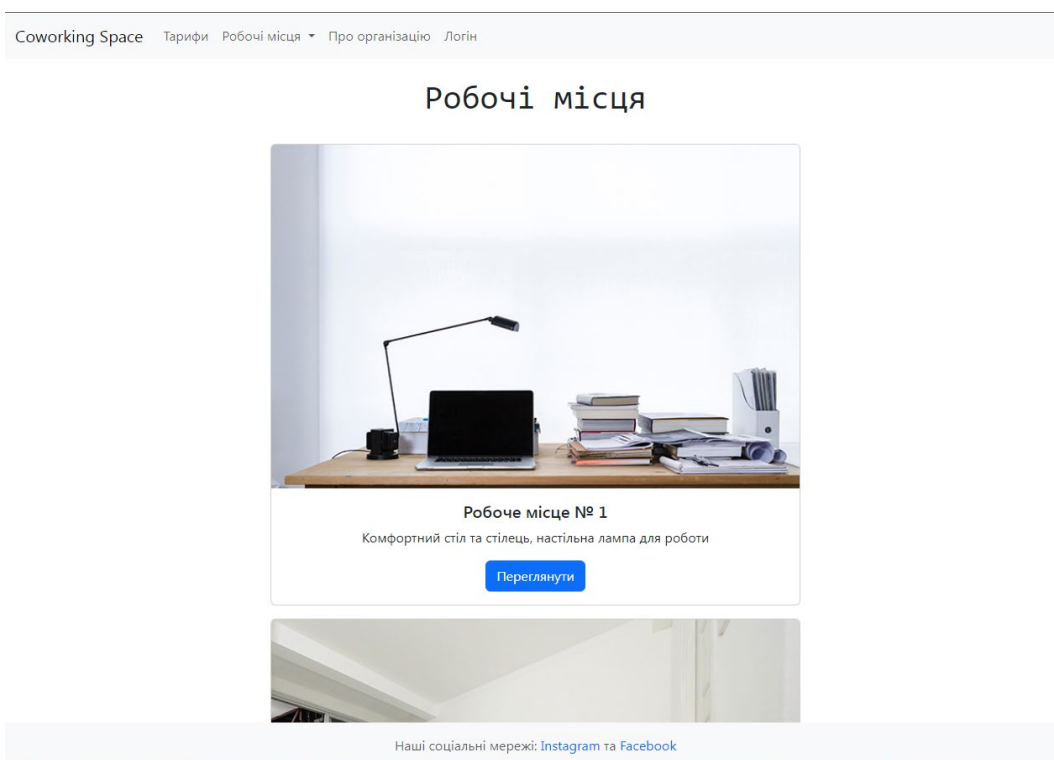 Coworking Space Тарифи Робочі місця Про організацію Логін
Робочі місця
Робоче місце № 1
Комфортний стіл та стілець, настільна лампа для роботи
Переглянути
Наші соціальні мережі: Instagram та Facebook